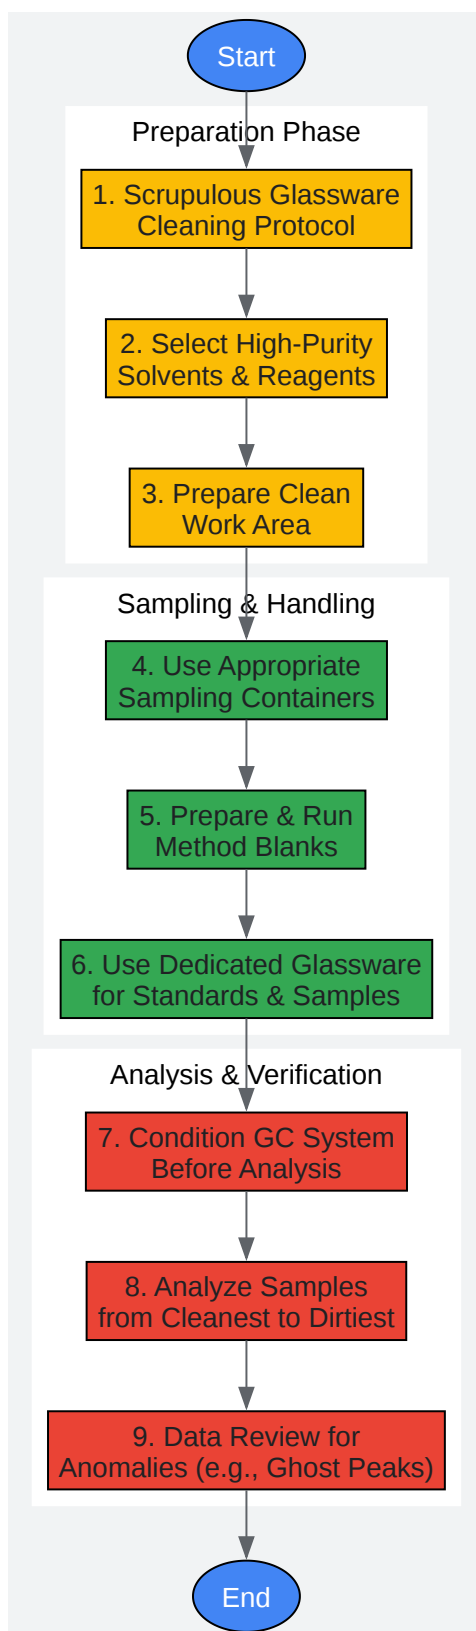 Start
Preparation Phase
1. Scrupulous Glassware
Cleaning Protocol
2. Select High-Purity
Solvents & Reagents
3. Prepare Clean
Work Area
Sampling & Handling
4. Use Appropriate
Sampling Containers
5. Prepare & Run
Method Blanks
6. Use Dedicated Glassware
for Standards & Samples
Analysis & Verification
7. Condition GC System
Before Analysis
8. Analyze Samples
from Cleanest to Dirtiest
9. Data Review for
Anomalies (e.g., Ghost Peaks)
End